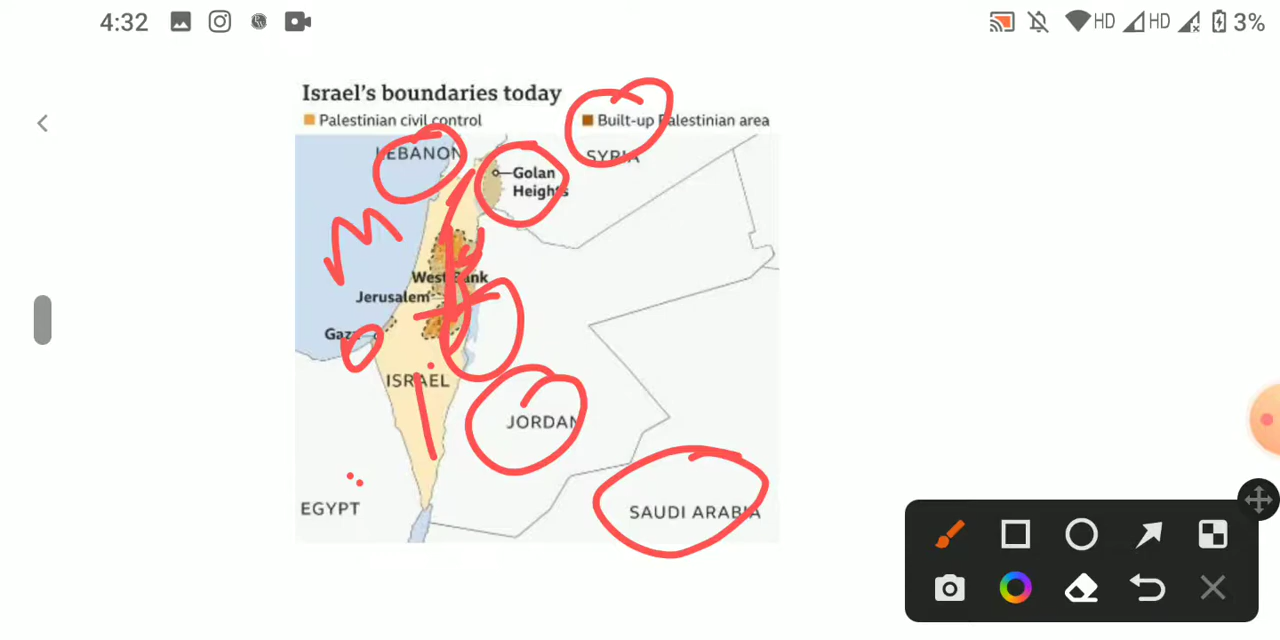 4:32 HD HD 3%
Israel's boundaries today
Palestinian civil control Built-up Palestinian area
LEBANON
SYRIA
Golan
Heights
M
West Bank
Jerusalem
Gaza
ISRAEL
JORDAN
EGYPT
SAUDI ARABIA